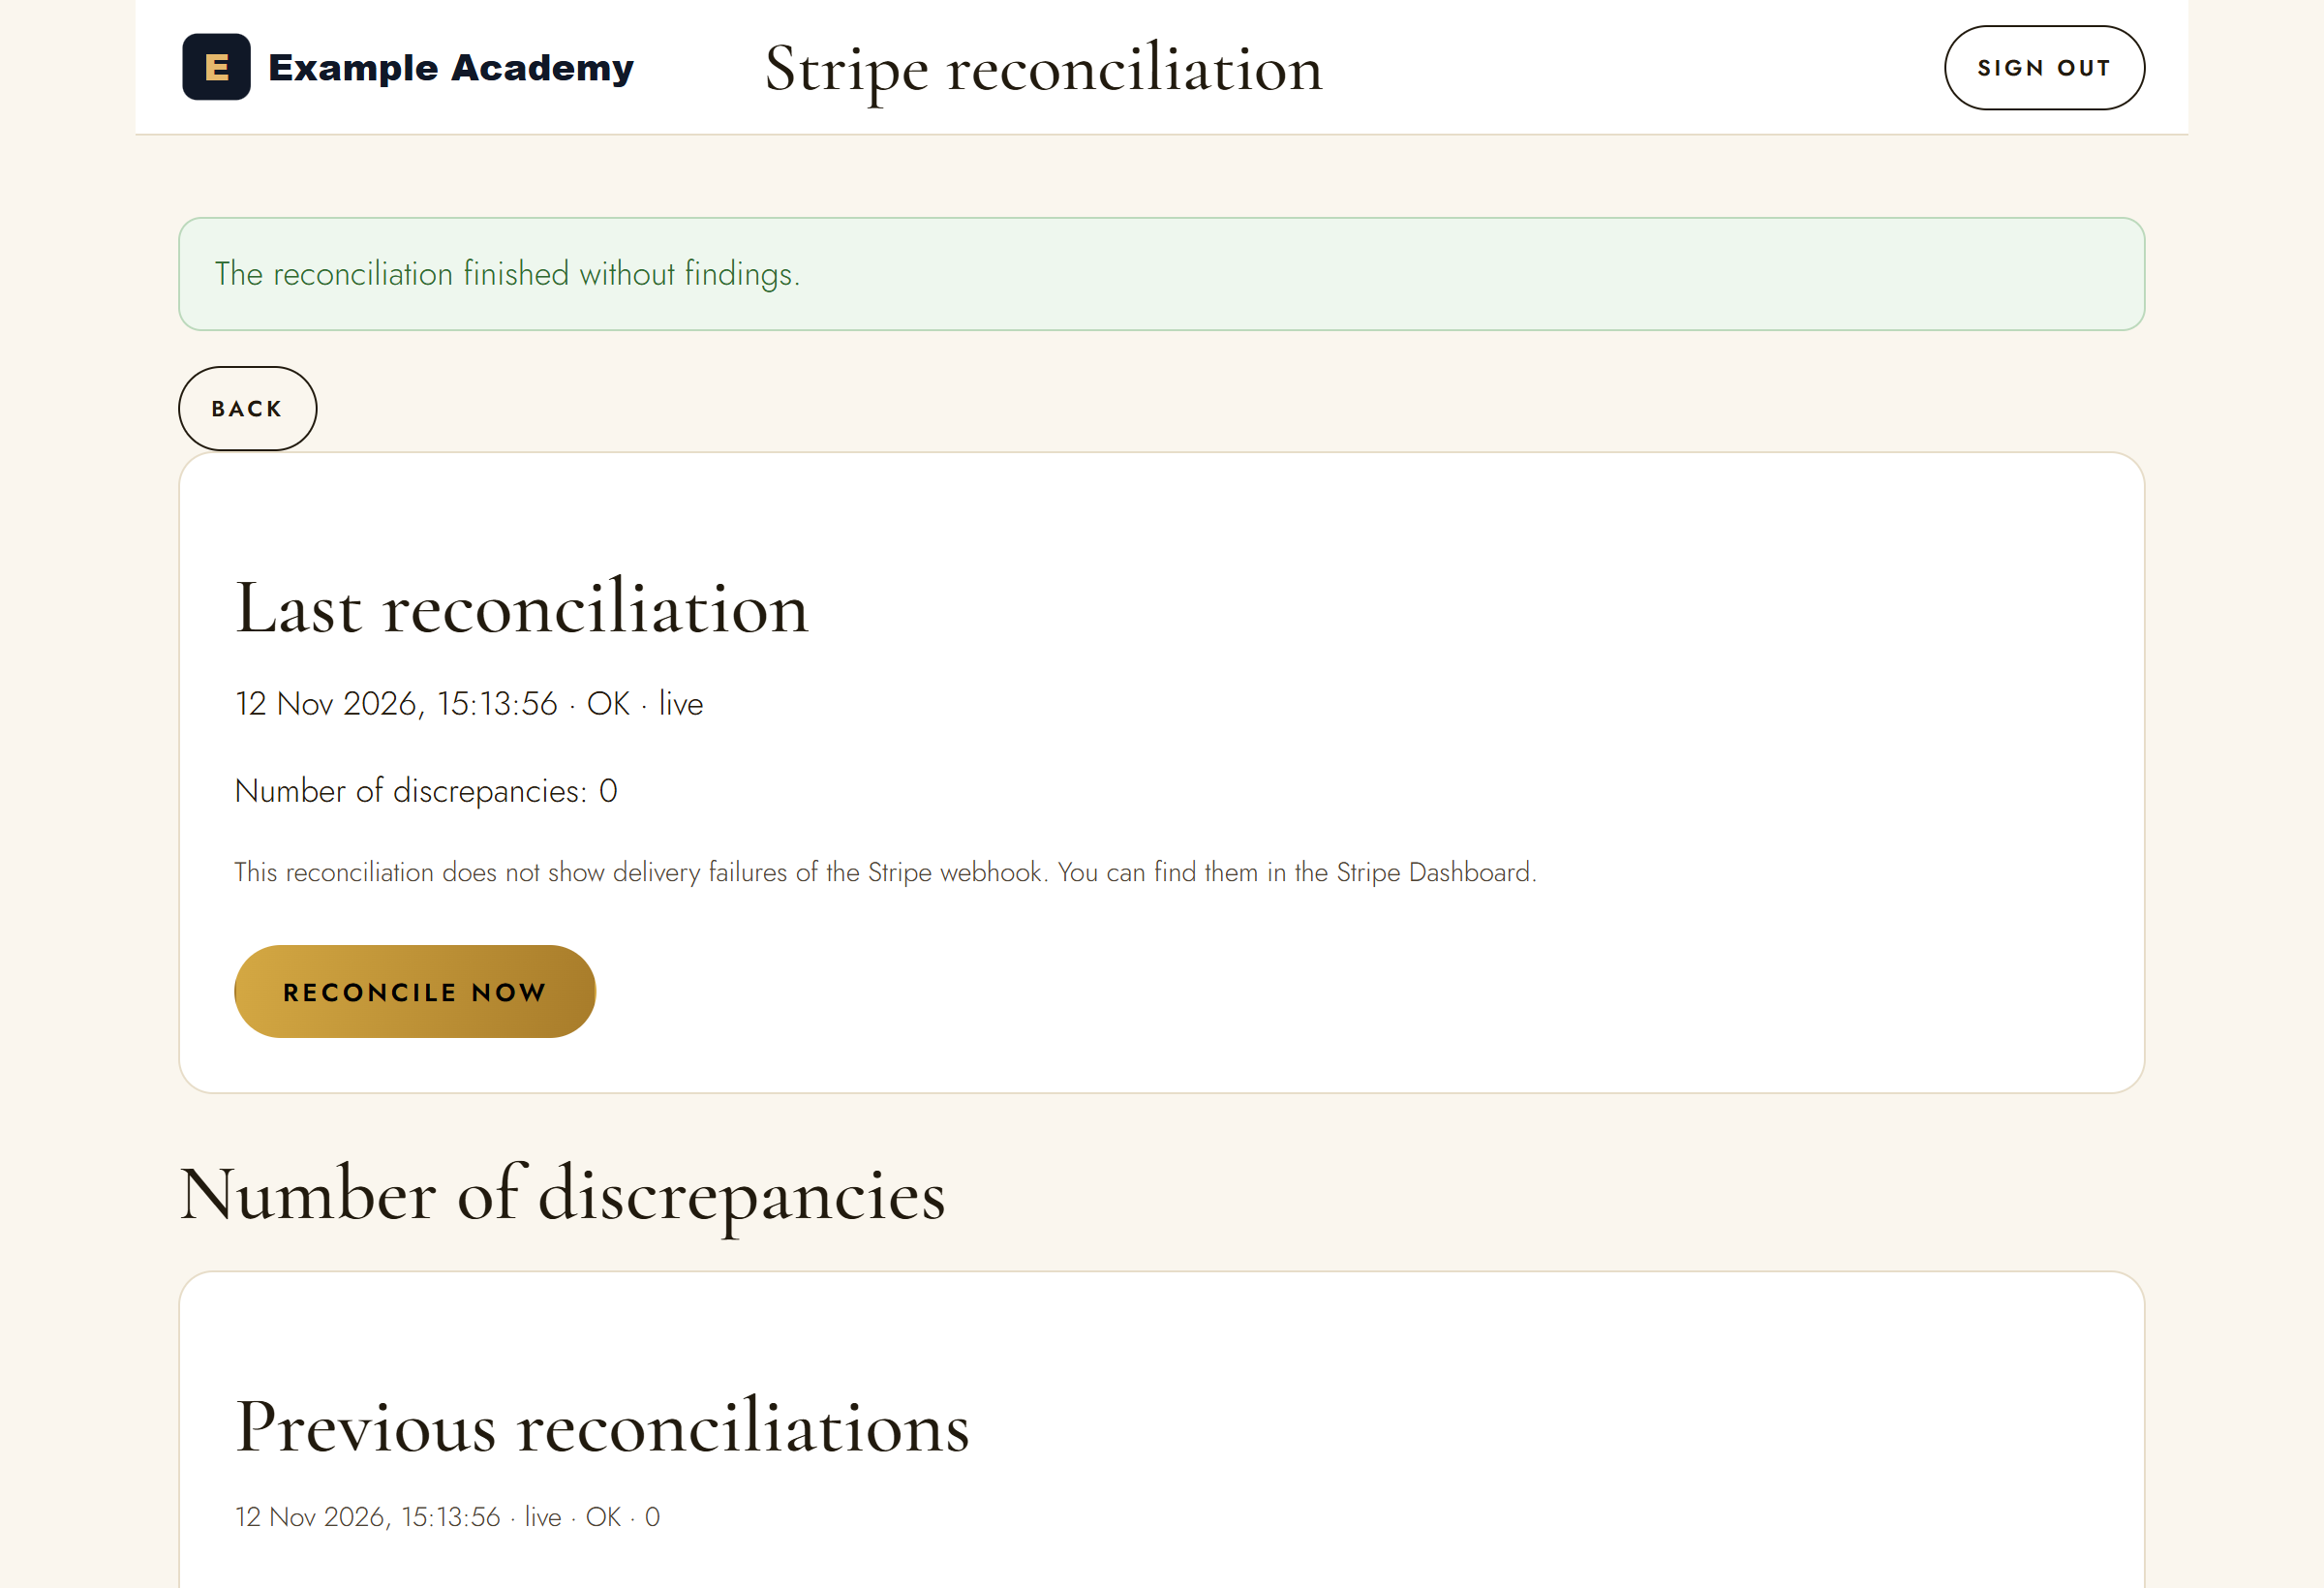 E Example Academy
Stripe reconciliation
SIGN OUT
The reconciliation finished without findings.
BACK
Last reconciliation
12 Nov 2026, 15:13:56 · OK · live
Number of discrepancies: 0
This reconciliation does not show delivery failures of the Stripe webhook. You can find them in the Stripe Dashboard.
RECONCILE NOW
Number of discrepancies
Previous reconciliations
12 Nov 2026, 15:13:56 · live · OK · 0